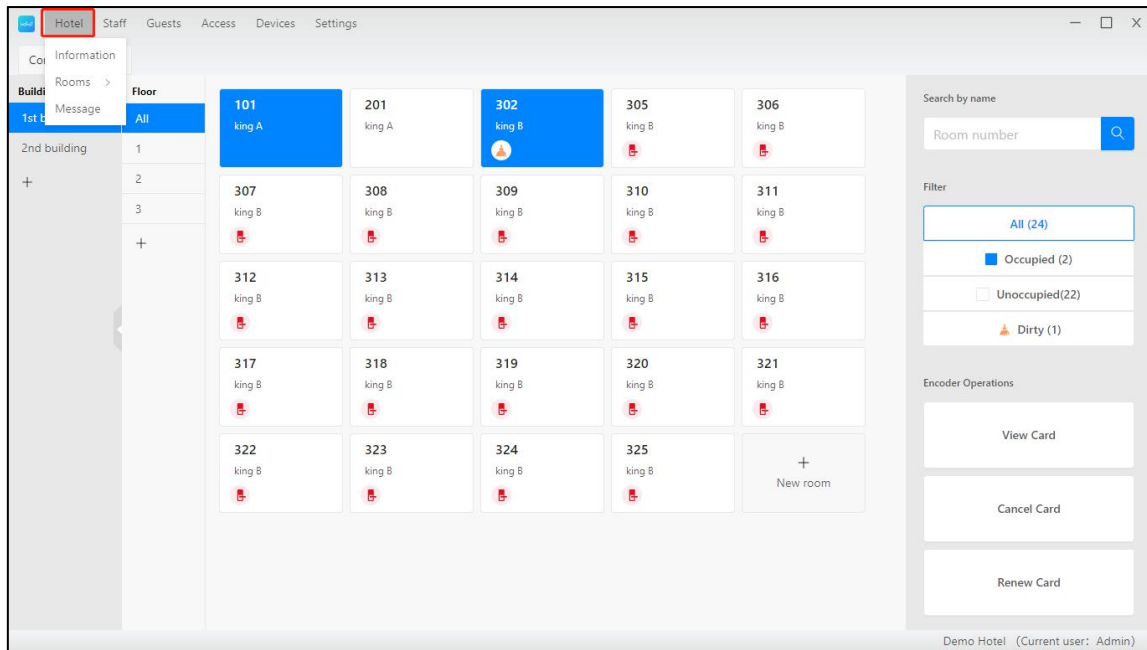 Hotel Staff Guests Access Devices Settings
Information
Rooms >
Message
Floor
All
1
2
3
+
2nd building
+
101
king A
201
king A
302
king B
305
king B
306
king B
307
king B
308
king B
309
king B
310
king B
311
king B
312
king B
313
king B
314
king B
315
king B
316
king B
317
king B
318
king B
319
king B
320
king B
321
king B
322
king B
323
king B
324
king B
325
king B
+
New room
Search by name
Room number
Filter
All (24)
Occupied (2)
Unoccupied(22)
Dirty (1)
Encoder Operations
View Card
Cancel Card
Renew Card
Demo Hotel (Current user: Admin)